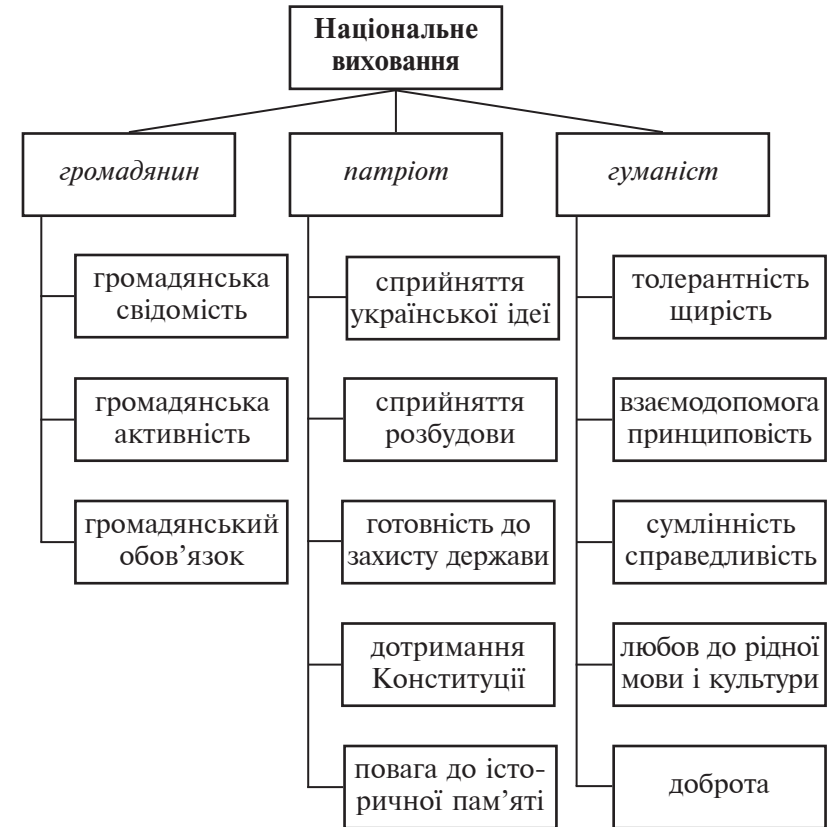 Національне
виховання
громадянин
патріот
гуманіст
громадянська
свідомість
громадянська
активність
громадянський
обов’язок
сприйняття
української ідеї
сприйняття
розбудови
готовність до
захисту держави
дотримання
Конституції
повага до істо-
ричної пам’яті
толерантність
щирість
взаємодопомога
принциповість
сумлінність
справедливість
любов до рідної
мови і культури
доброта